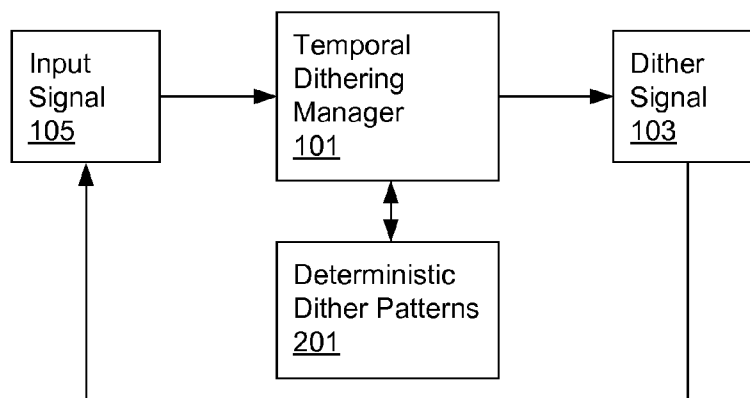 Input
Signal
105
Temporal
Dithering
Manager
101
Dither
Signal
103
Deterministic
Dither Patterns
201